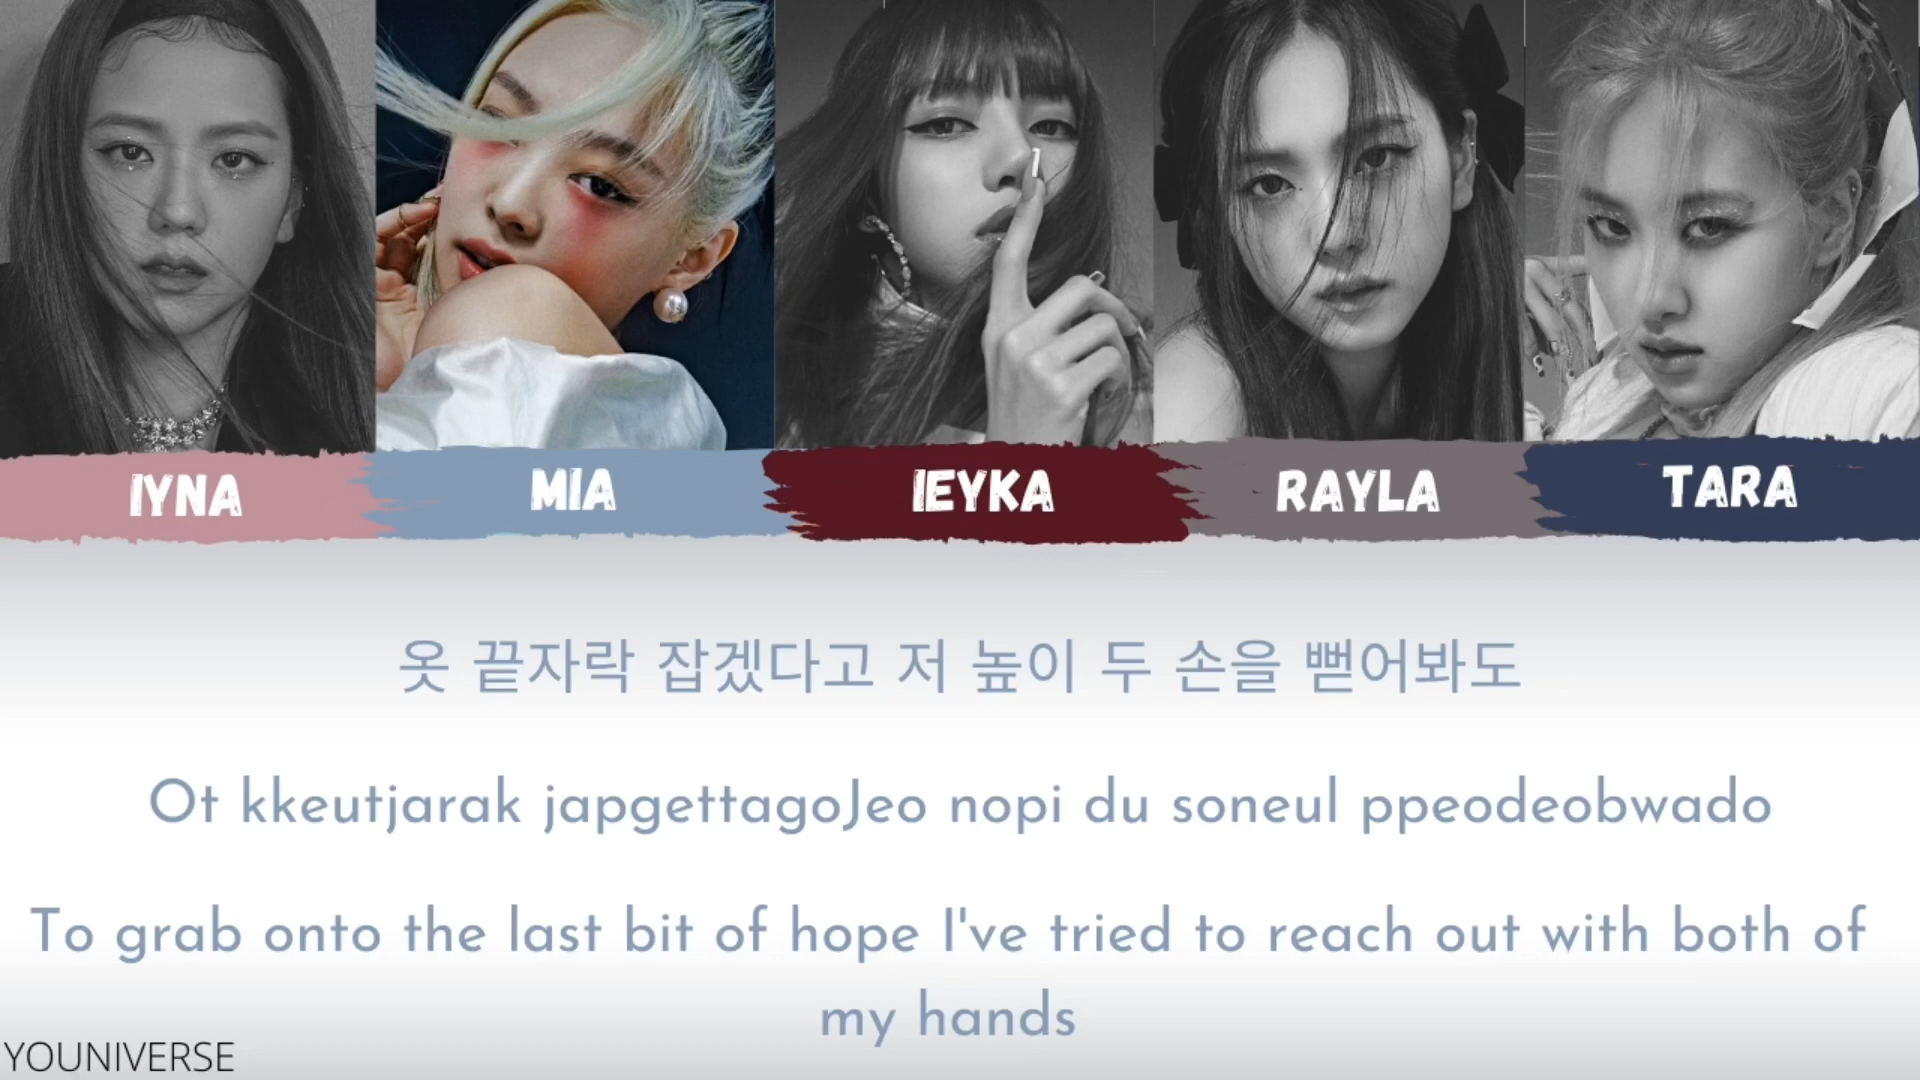 IYNA MIA IEYKA RAYLA TARA
옷 끝자락 잡겠다고 저 높이 두 손을 뻗어봐도
Ot kkeutjarak japgettagoJeo nopi du soneul ppeodeobwado
To grab onto the last bit of hope I've tried to reach out with both of
my hands
YOUNIVERSE